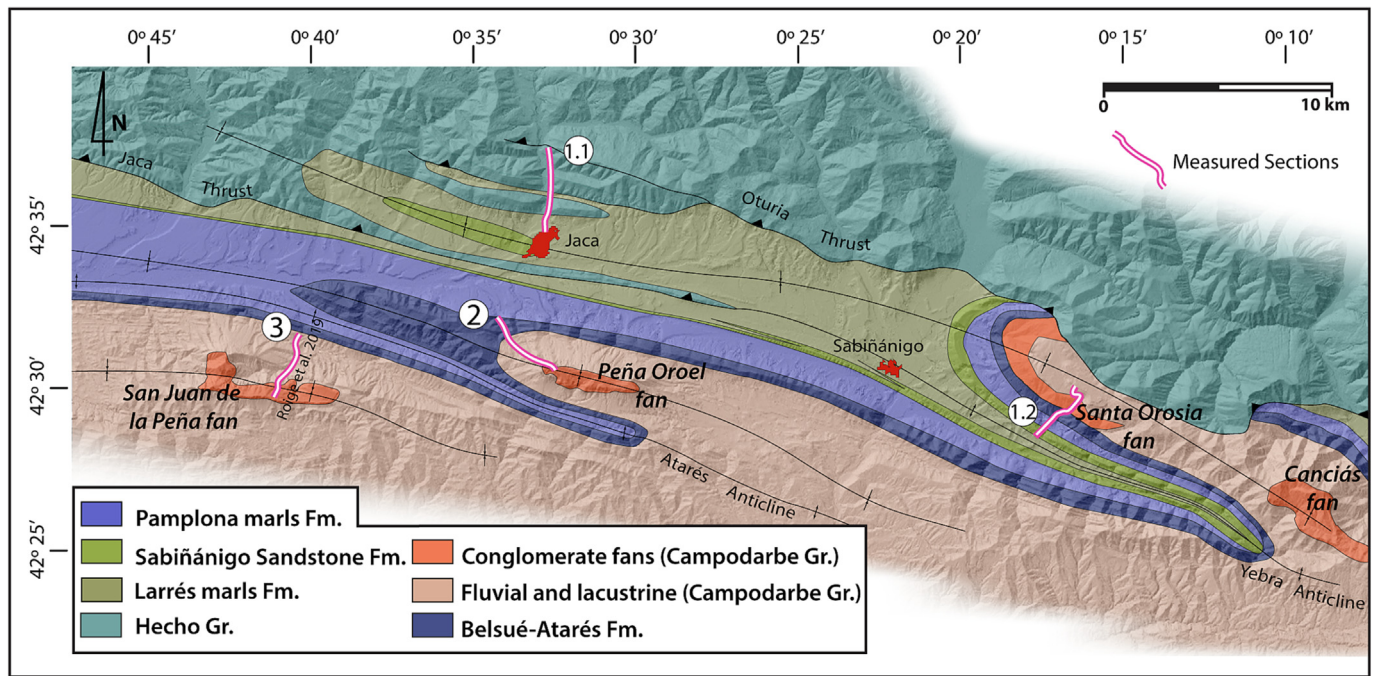 0º 45′ 0º 40′ 0º 35′ 0º 30′ 0º 25′ 0º 20′ 0º 15′ 0º 10′
0 10 km
N
Measured Sections
1.1
Jaca
Thrust
Oturia
Thrust
42º 35′
Jaca
2
3
Sabiñánigo
Roigé et al. 2019
42º 30′
Peña Oroel
fan
San Juan de
la Peña fan
1.2
Santa Orosia
fan
Atarés
Anticline
Canciás
fan
42º 25′
Yebra
Anticline
Pamplona marls Fm.
Sabiñánigo Sandstone Fm.
Larrés marls Fm.
Hecho Gr.
Conglomerate fans (Campodarbe Gr.)
Fluvial and lacustrine (Campodarbe Gr.)
Belsué-Atarés Fm.